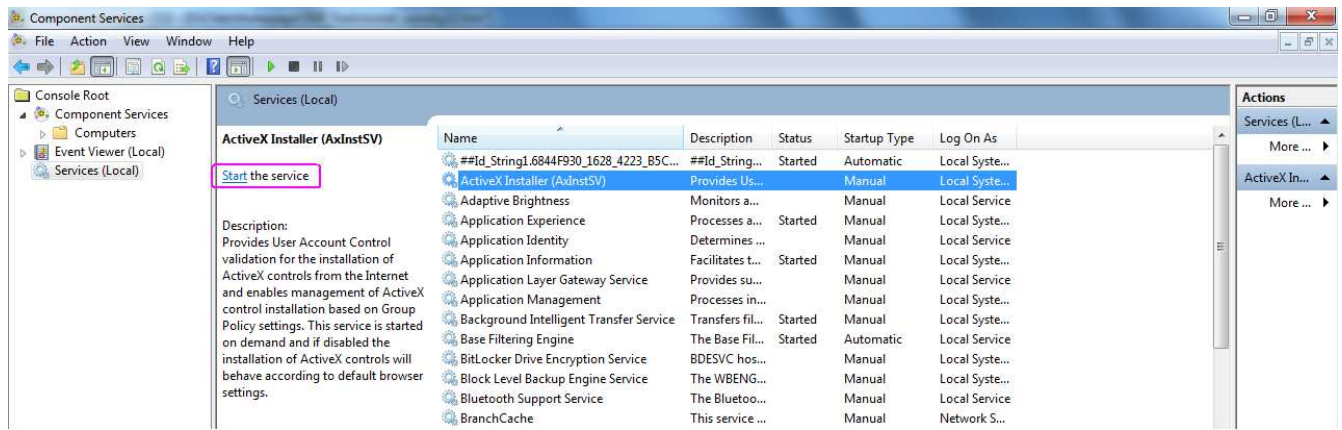 Component Services
File Action View Window Help
Console Root
Component Services
Computers
Event Viewer (Local)
Services (Local)
Services (Local)
ActiveX Installer (AxInstSV)
Start the service
Description:
Provides User Account Control
validation for the installation of
ActiveX controls from the Internet
and enables management of ActiveX
control installation based on Group
Policy settings. This service is started
on demand and if disabled the
installation of ActiveX controls will
behave according to default browser
settings.
Name Description Status Startup Type Log On As
##Id_String1.6844F930_1628_4223_B5C... ##Id_String... Started Automatic Local Syste...
ActiveX Installer (AxInstSV) Provides Us... Manual Local Syste...
Adaptive Brightness Monitors a... Manual Local Service
Application Experience Processes a... Started Manual Local Syste...
Application Identity Determines ... Manual Local Service
Application Information Facilitates t... Started Manual Local Syste...
Application Layer Gateway Service Provides su... Manual Local Service
Application Management Processes in... Manual Local Syste...
Background Intelligent Transfer Service Transfers fil... Started Manual Local Syste...
Base Filtering Engine The Base Fil... Started Automatic Local Service
BitLocker Drive Encryption Service BDESVC hos... Manual Local Syste...
Block Level Backup Engine Service The WBENG... Manual Local Syste...
Bluetooth Support Service The Bluetoo... Manual Local Service
BranchCache This service ... Manual Network S...
Actions
Services (L...
More ...
ActiveX In...
More ...